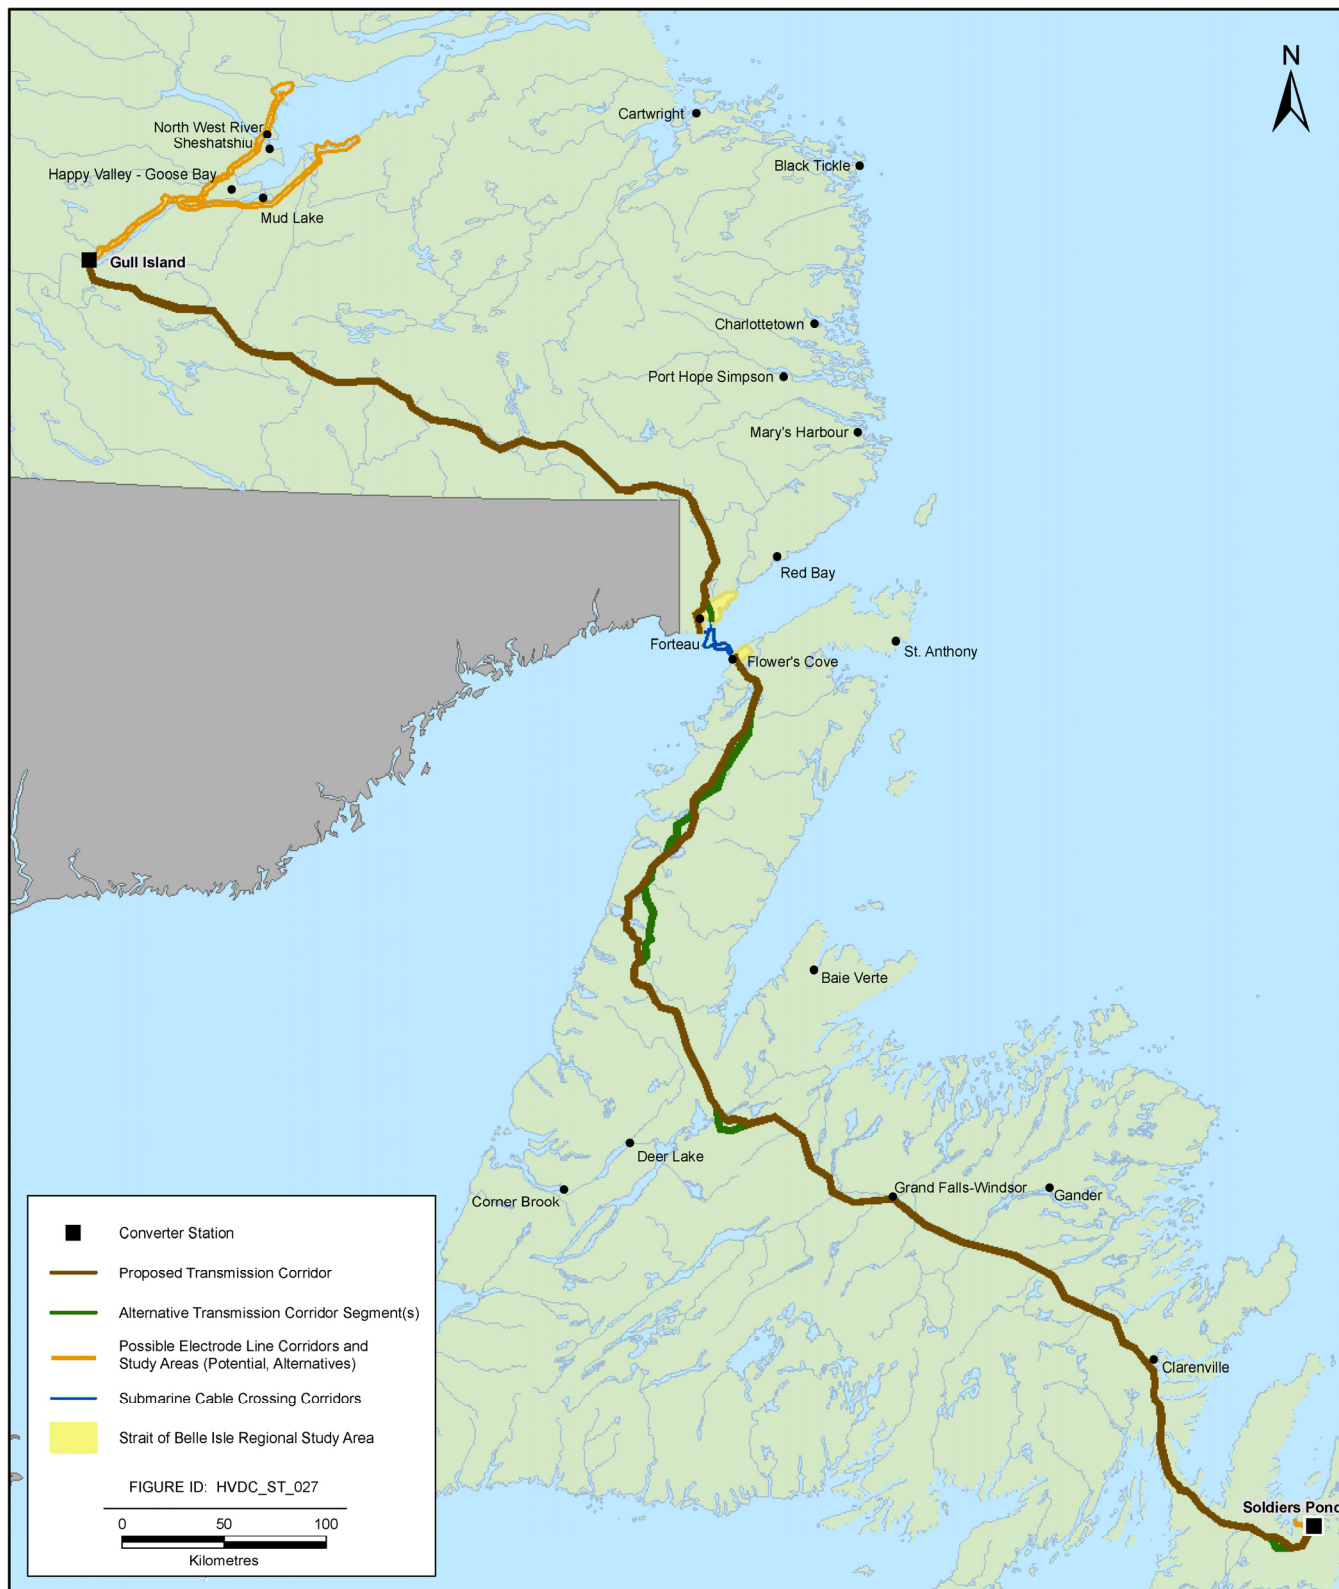 N
Cartwright
North West River
Sheshatshiu
Black Tickle
Happy Valley - Goose Bay
Mud Lake
Gull Island
Charlottetown
Port Hope Simpson
Mary's Harbour
Red Bay
Forteau
St. Anthony
Flower's Cove
Baie Verte
Deer Lake
Corner Brook
Grand Falls-Windsor
Gander
Clarenville
Soldiers Pond
Converter Station
Proposed Transmission Corridor
Alternative Transmission Corridor Segment(s)
Possible Electrode Line Corridors and
Study Areas (Potential, Alternatives)
Submarine Cable Crossing Corridors
Strait of Belle Isle Regional Study Area
FIGURE ID: HVDC_ST_027
0 50 100
Kilometres